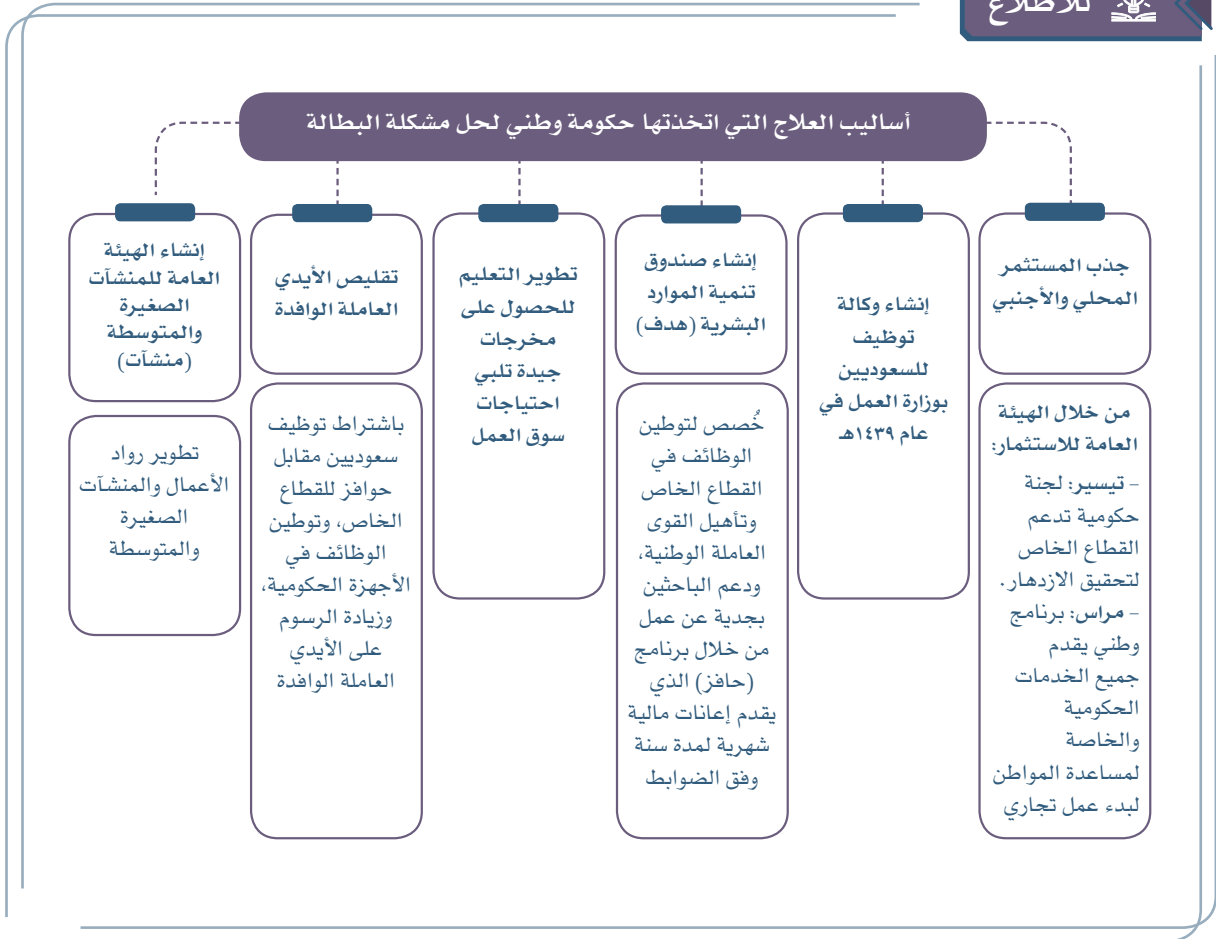 للاطلاع
أساليب العلاج التي اتخذتها حكومة وطني لحل مشكلة البطالة
جذب المستثمر
المحلي والأجنبي
من خلال الهيئة
العامة للاستثمار:
- تيسير: لجنة
حكومية تدعم
القطاع الخاص
لتحقيق الازدهار.
- مراس: برنامج
وطني يقدم
جميع الخدمات
الحكومية
والخاصة
لمساعدة المواطن
لبدء عمل تجاري
إنشاء وكالة
توظيف
للسعوديين
بوزارة العمل في
عام ١٤٣٩هـ
إنشاء صندوق
تنمية الموارد
البشرية (هدف)
خُصص لتوطين
الوظائف في
القطاع الخاص
وتأهيل القوى
العاملة الوطنية،
ودعم الباحثين
بجدية عن عمل
من خلال برنامج
(حافز) الذي
يقدم إعانات مالية
شهرية لمدة سنة
وفق الضوابط
تطوير التعليم
للحصول على
مخرجات
جيدة تلبي
احتياجات
سوق العمل
تقليص الأيدي
العاملة الوافدة
باشتراط توظيف
سعوديين مقابل
حوافز للقطاع
الخاص، وتوطين
الوظائف في
الأجهزة الحكومية،
وزيادة الرسوم
على الأيدي
العاملة الوافدة
إنشاء الهيئة
العامة للمنشآت
الصغيرة
والمتوسطة
(منشآت)
تطوير رواد
الأعمال والمنشآت
الصغيرة
والمتوسطة